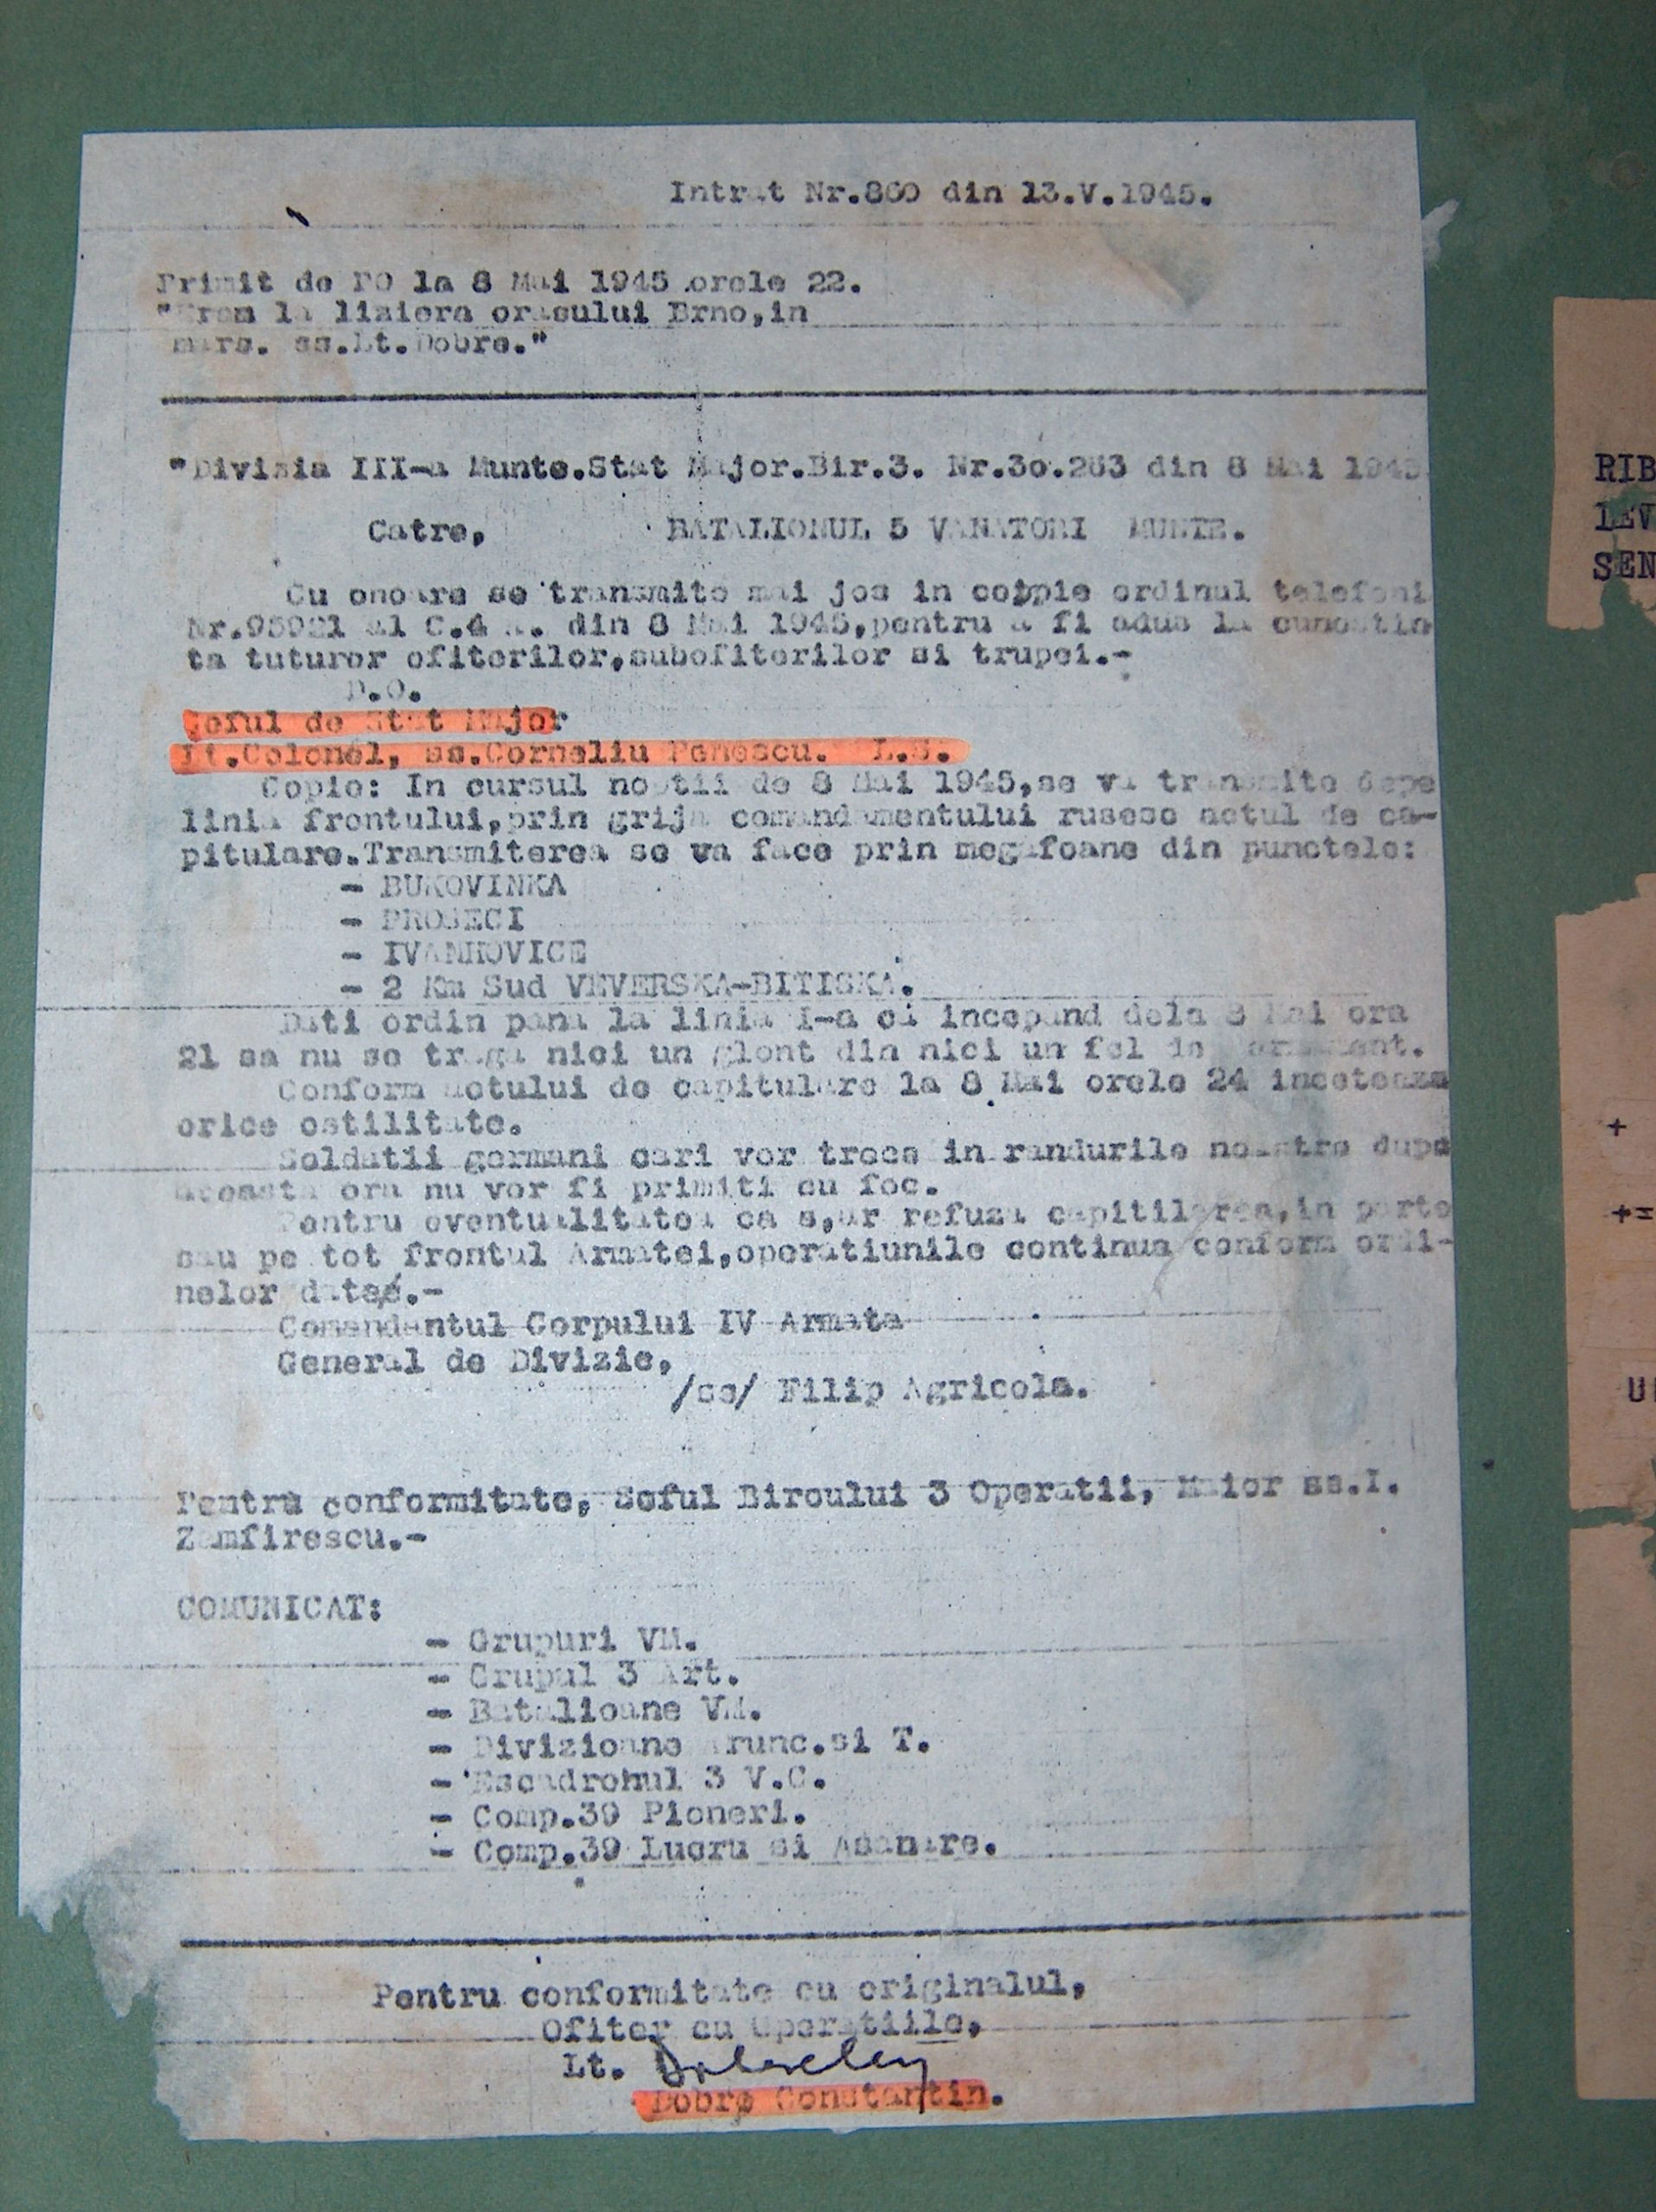 Intrat Nr.860 din 13.V.1945.
Primit de PO la 8 Mai 1945 orele 22.
"Eram la liziera orasului Brno,in
mars. ss.Lt.Dobre."
"Divizia III-a Munte.Stat Major.Bir.3. Nr.30.283 din 8 Mai 1945
Catre, BATALIONUL 5 VANATORI MUNTE.
Cu onoare se transmite mai jos in coipie ordinul telefoni
Nr.95921 al C.4 A. din 8 Mai 1945,pentru a fi adus la cunostin
ta tuturor ofiterilor,subofiterilor si trupei.-
D.O.
Seful de Stat Major
Lt.Colonel, ss.Corneliu Penescu. L.S.
Copie: In cursul noptii de 8 Mai 1945,se va transmite depe
linia frontului,prin grija comandamentului rusesc actul de ca-
pitulare.Transmiterea se va face prin megafoane din punctele:
- BUKOVINKA
- PROSECI
- IVANHOVICE
- 2 Km Sud VEVERSKA-BITISKA.
Dati ordin pana la linia I-a ca incepand dela 8 Mai ora
21 sa nu se traga nici un glont din nici un fel de armament.
Conform actului de capitulare la 8 Mai orele 24 inceteaza
orice ostilitate.
Soldatii germani cari vor trece in randurile noastre dupa
aceasta ora nu vor fi primiti cu foc.
Pentru eventualitatea ca s,ar refuza capitilarea,in parte
sau pe tot frontul Armatei,operatiunile continua conform ordi-
nelor date.-
Comandantul Corpului IV Armata
General de Divizie,
/ss/ Filip Agricola.
Pentru conformitate, Seful Biroului 3 Operatii, Maior ss.I.
Zamfirescu.-
COMUNICAT:
- Grupuri VM.
- Grupul 3 Art.
- Batalioane VM.
- Divizioane Arunc.si T.
- Escadronul 3 V.C.
- Comp.39 Pioneri.
- Comp.39 Lucru si Asanare.
Pentru conformitate cu originalul,
Ofiter cu Operatiile,
Lt.
Dobre Constantin.
RIB
LEV
SEN
+
+=